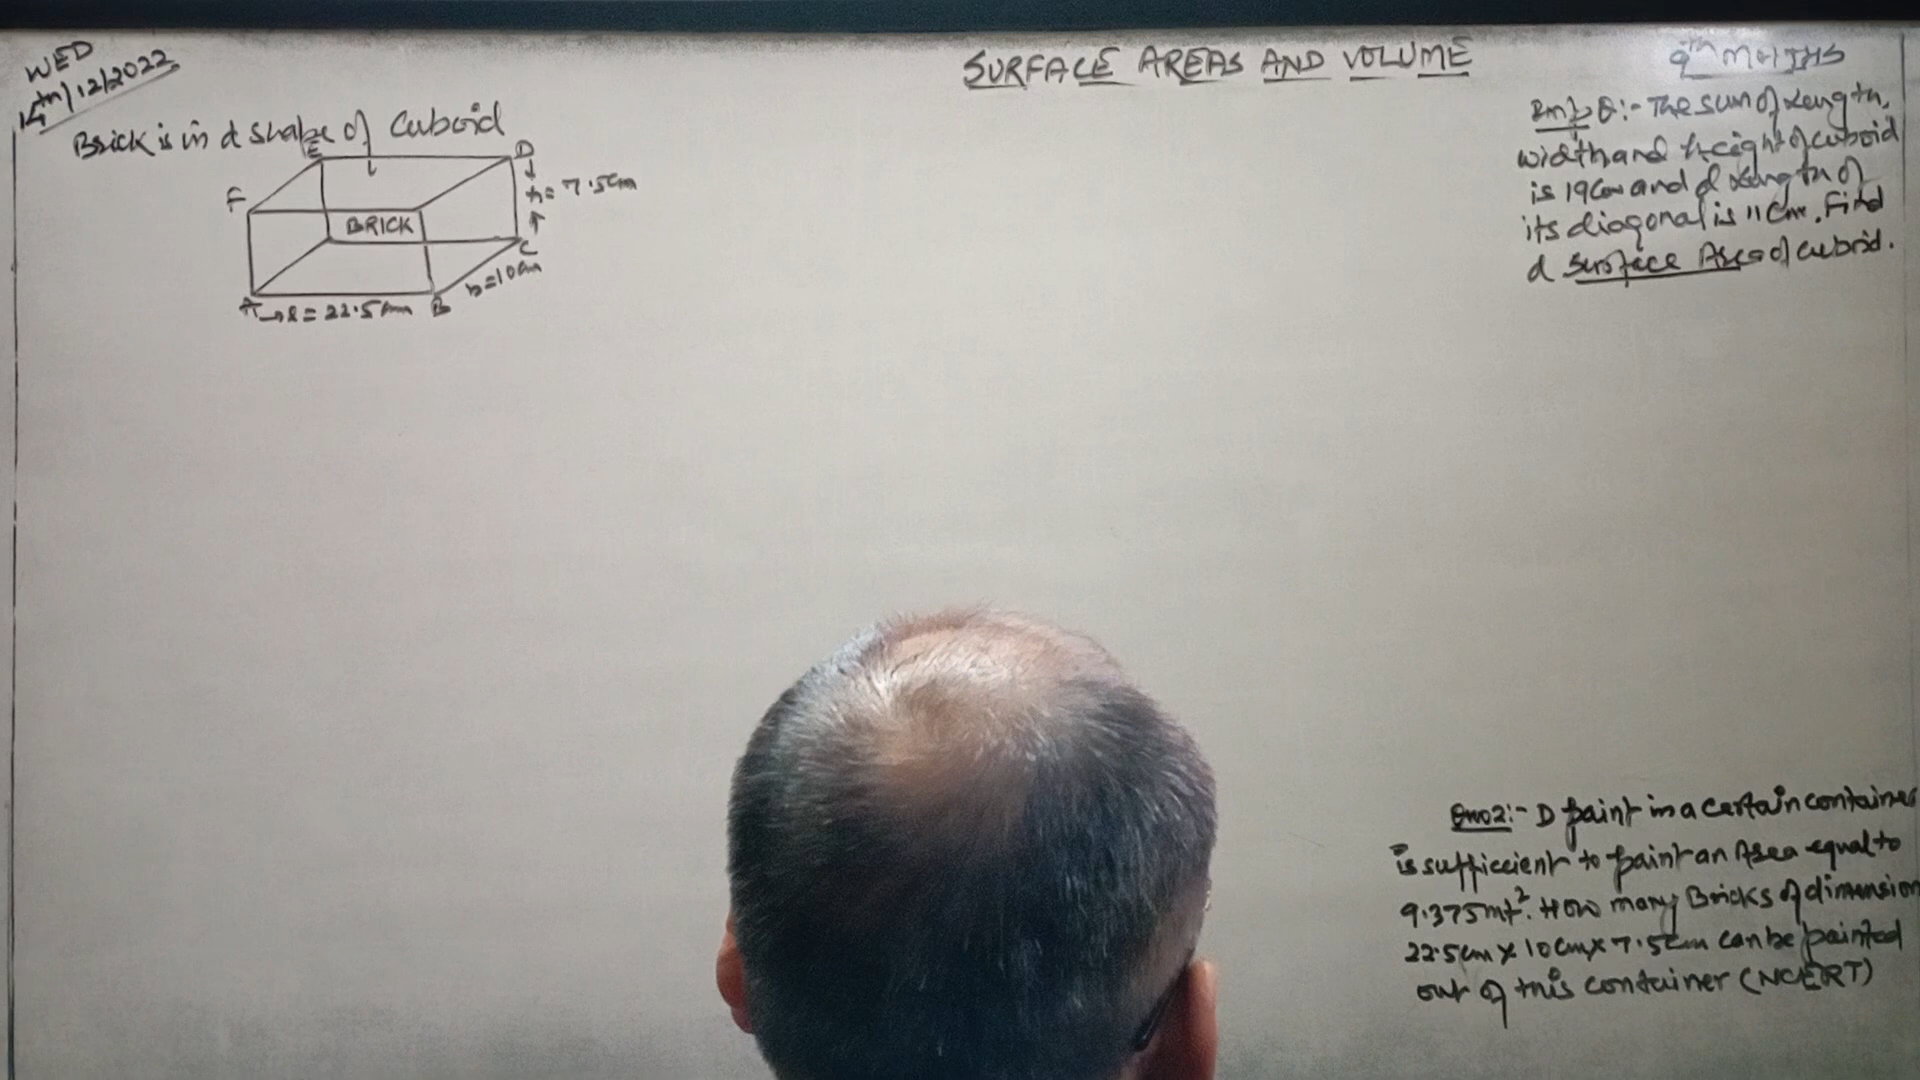 WED
14th/12/2022
SURFACE AREAS AND VOLUME
9th MATHS
Brick is in d shape of Cuboid
E
D
F
h = 7.5cm
BRICK
C
b = 10cm
A → l = 22.5cm B
Q:- The sum of Length,
width and height of cuboid
is 19cm and d Length of
its diagonal is 11cm. Find
d Surface Area of cuboid.
Qno2:- D paint in a certain container
is sufficient to paint an Area equal to
9.375mt². How many Bricks of dimension
22.5cm × 10cm × 7.5cm can be painted
out of this container (NCERT)